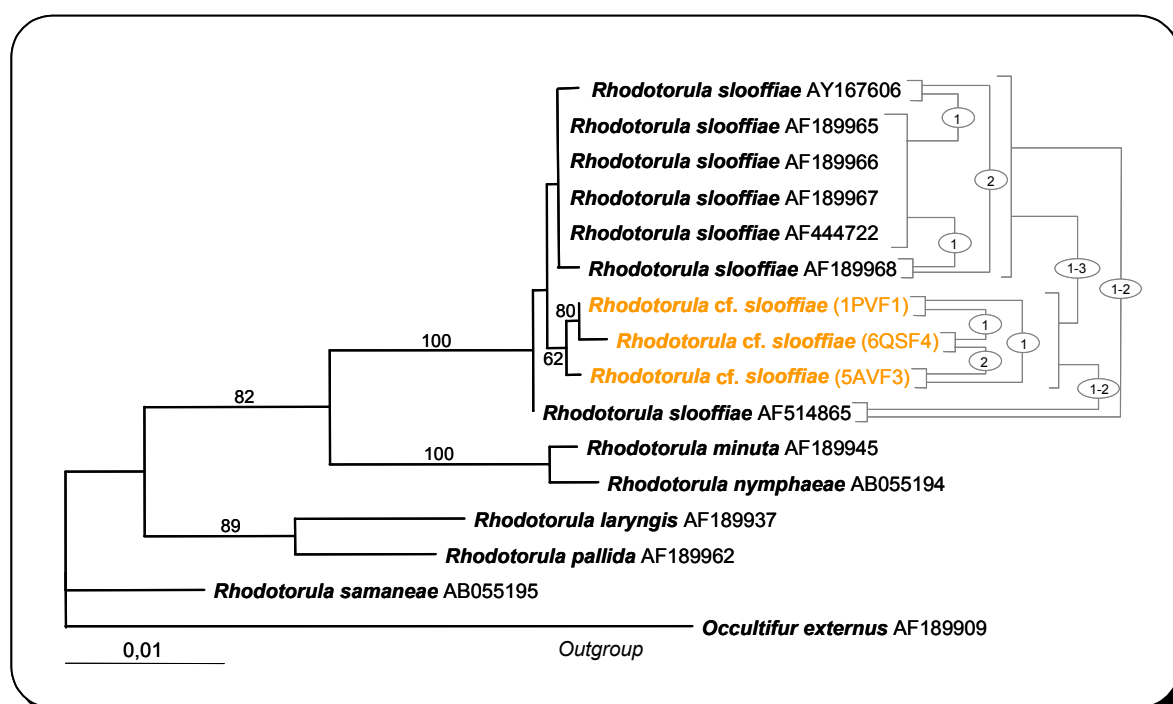 Rhodotorula slooffiae AY167606
1
Rhodotorula slooffiae AF189965
Rhodotorula slooffiae AF189966
2
Rhodotorula slooffiae AF189967
Rhodotorula slooffiae AF444722
1
Rhodotorula slooffiae AF189968
1-3
1-2
80
Rhodotorula cf. slooffiae (1PVF1)
1
100
Rhodotorula cf. slooffiae (6QSF4)
1
62
2
Rhodotorula cf. slooffiae (5AVF3)
1-2
82
Rhodotorula slooffiae AF514865
100
Rhodotorula minuta AF189945
Rhodotorula nymphaeae AB055194
89
Rhodotorula laryngis AF189937
Rhodotorula pallida AF189962
Rhodotorula samaneae AB055195
Occultifur externus AF189909
0,01
Outgroup